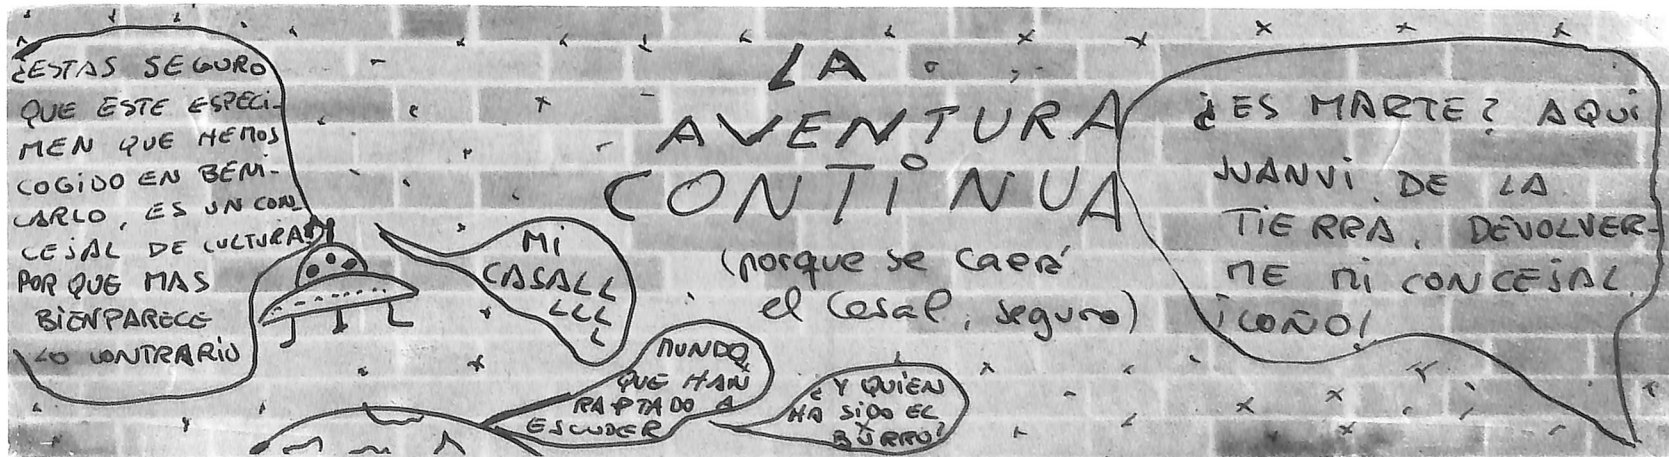 ¿ESTAS SEGURO
QUE ESTE ESPECI-
MEN QUE HEMOS
COGIDO EN BENI-
CARLO, ES UN CON-
CEJAL DE CULTURA?
PORQUE MAS
BIEN PARECE
LO CONTRARIO
MI
CASALL
LLL
L
LA
AVENTURA
CONTINUA
(porque se caerá
el Casal, seguro)
¿ES MARTE? AQUI
JUANVI DE LA
TIERRA, DEVOLVER-
ME MI CONCEJAL,
¡COÑO!
MUNDO,
QUE HAN
RAPTADO A
ESCUDER
¿Y QUIEN
HA SIDO EL
BURRO?